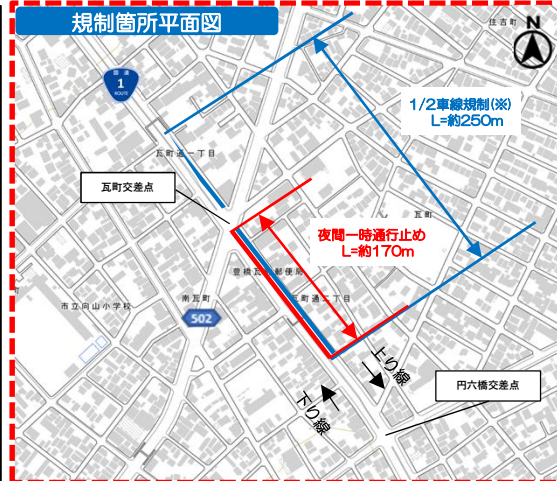 規制箇所平面図
住吉町
N
国道
1
ROUTE
1/2車線規制(※)
L=約250m
瓦町通一丁目
瓦町交差点
瓦町
夜間一時通行止め
L=約170m
豊橋瓦町郵便局
瓦町通二丁目
市立向山小学校
南瓦町
502
上り線
下り線
円六橋交差点